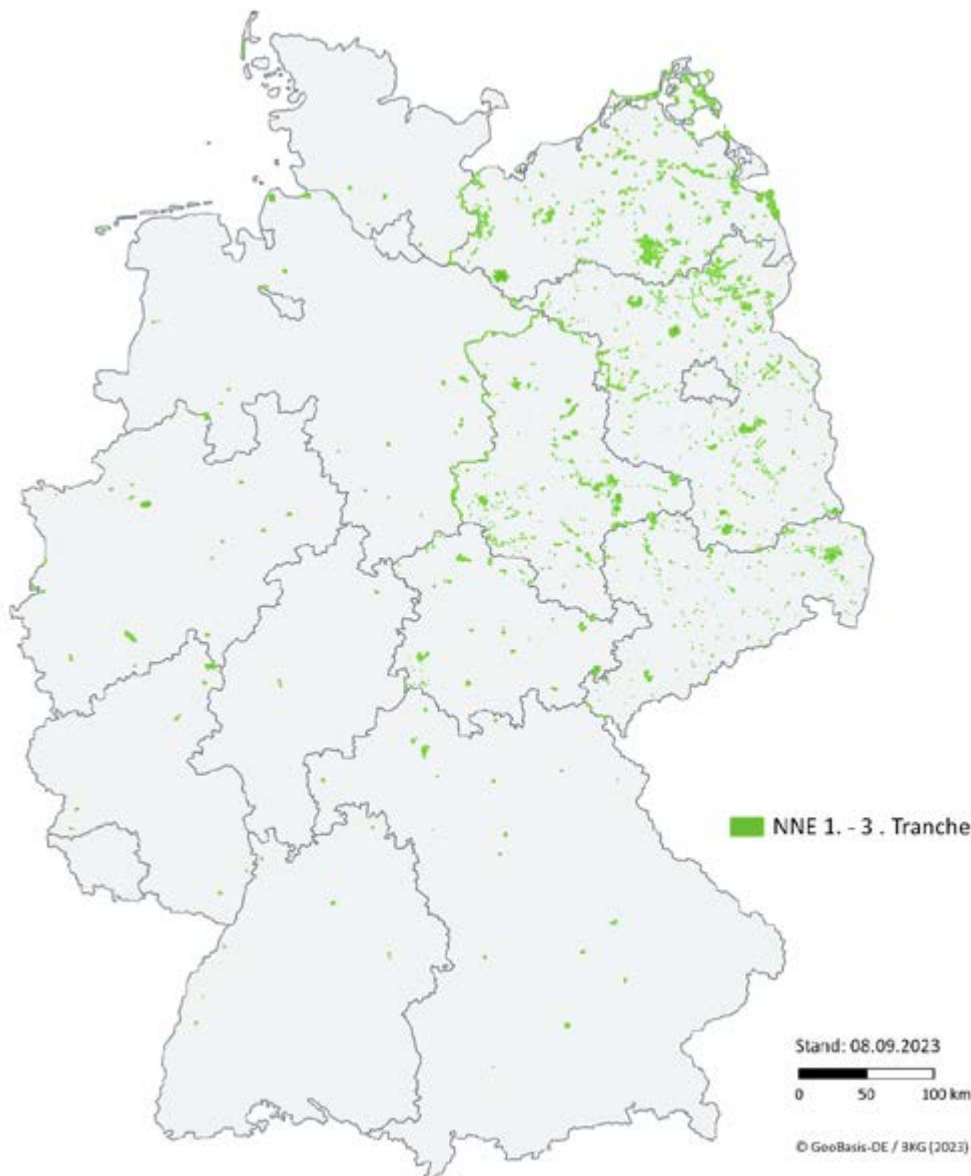 NNE 1. - 3 . Tranche
Stand: 08.09.2023
0 50 100 km
© GeoBasis-DE / BKG (2023)